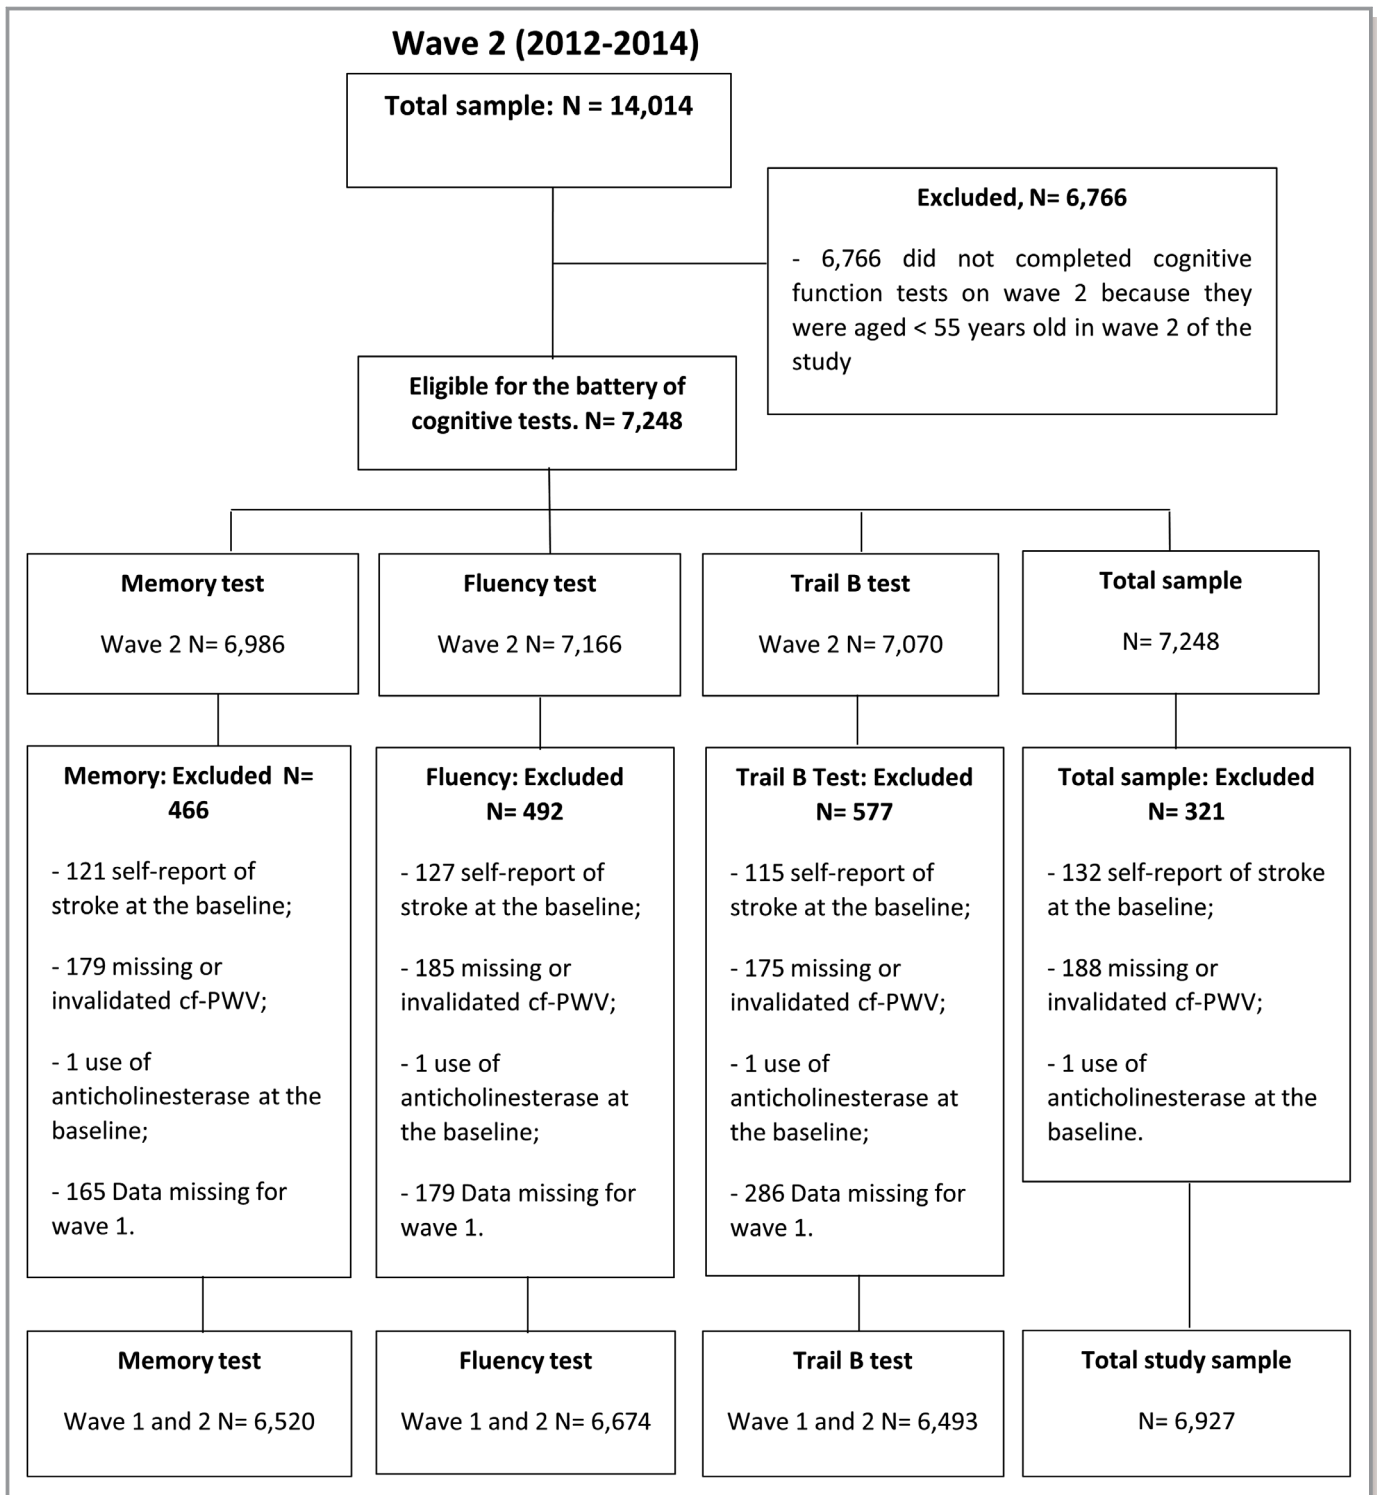 Wave 2 (2012-2014)
Total sample: N = 14,014
Excluded, N= 6,766
- 6,766 did not completed cognitive
function tests on wave 2 because they
were aged < 55 years old in wave 2 of the
study
Eligible for the battery of
cognitive tests. N= 7,248
Memory test
Wave 2 N= 6,986
Fluency test
Wave 2 N= 7,166
Trail B test
Wave 2 N= 7,070
Total sample
N= 7,248
Memory: Excluded N=
466
- 121 self-report of
stroke at the baseline;
- 179 missing or
invalidated cf-PWV;
- 1 use of
anticholinesterase at the
baseline;
- 165 Data missing for
wave 1.
Fluency: Excluded
N= 492
- 127 self-report of
stroke at the baseline;
- 185 missing or
invalidated cf-PWV;
- 1 use of
anticholinesterase at
the baseline;
- 179 Data missing for
wave 1.
Trail B Test: Excluded
N= 577
- 115 self-report of
stroke at the baseline;
- 175 missing or
invalidated cf-PWV;
- 1 use of
anticholinesterase at
the baseline;
- 286 Data missing for
wave 1.
Total sample: Excluded
N= 321
- 132 self-report of stroke
at the baseline;
- 188 missing or
invalidated cf-PWV;
- 1 use of
anticholinesterase at the
baseline.
Memory test
Wave 1 and 2 N= 6,520
Fluency test
Wave 1 and 2 N= 6,674
Trail B test
Wave 1 and 2 N= 6,493
Total study sample
N= 6,927